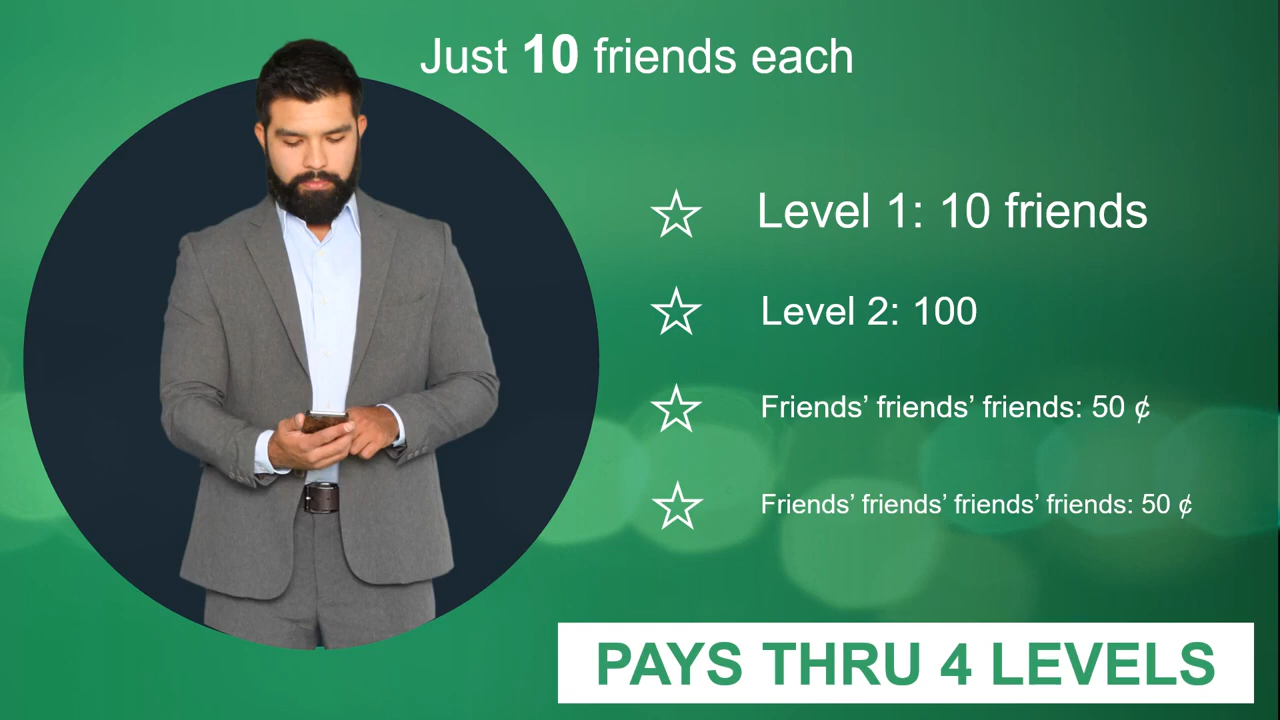 Just 10 friends each
Level 1: 10 friends
Level 2: 100
Friends’ friends’ friends: 50 ¢
Friends’ friends’ friends’ friends: 50 ¢
PAYS THRU 4 LEVELS